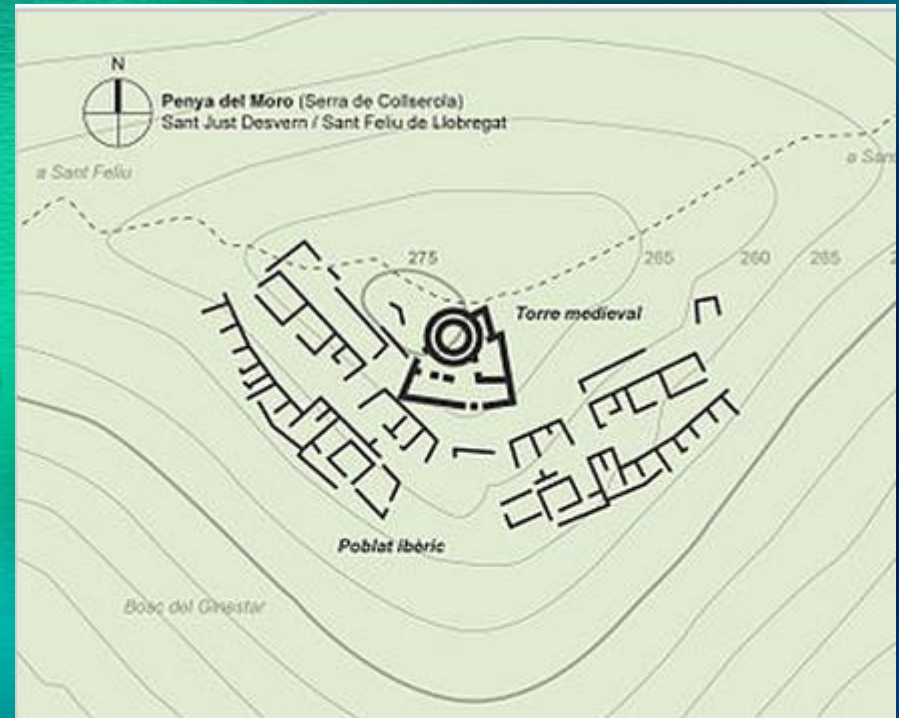 N
Penya del Moro (Serra de Collserola)
Sant Just Desvern / Sant Feliu de Llobregat
a Sant Feliu
a Sant
275
265
260
265
Torre medieval
Poblat ibèric
Bosc del Ginestar